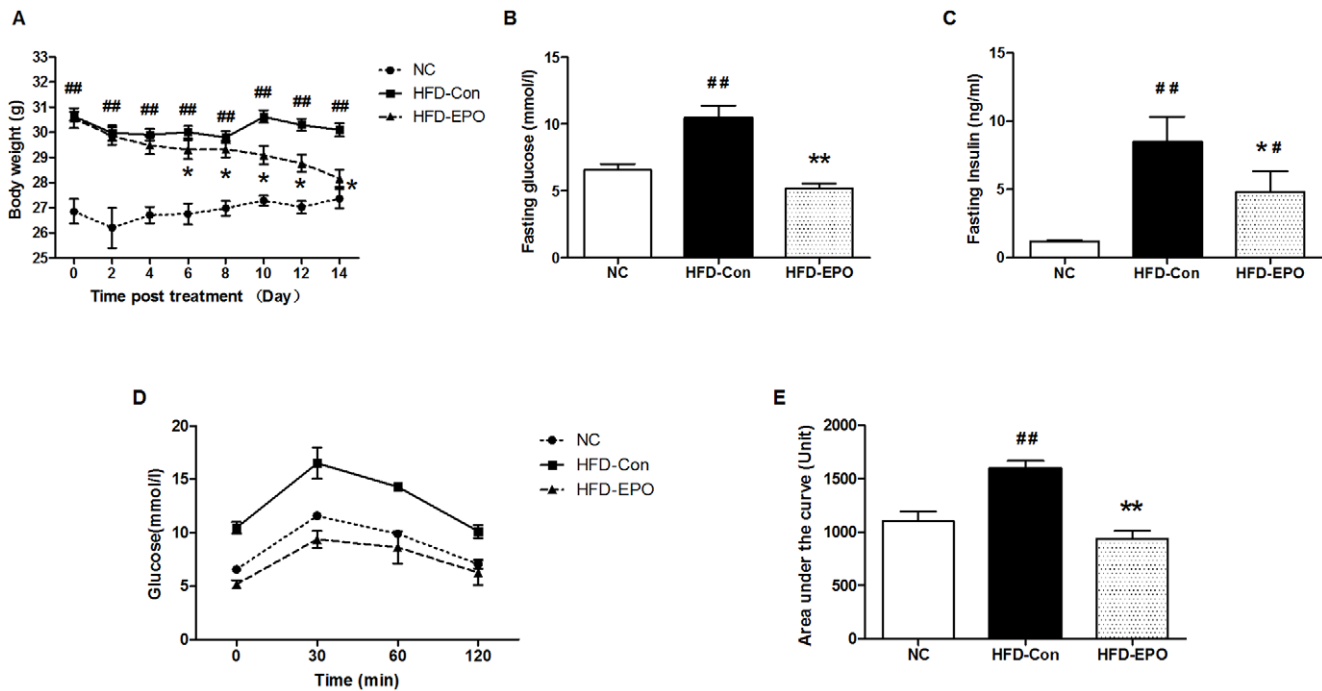 A
Body weight (g)
33
32
31
30
29
28
27
26
25
## ## ## ## ## ## ## ##
* * * * *
0 2 4 6 8 10 12 14
Time post treatment （Day）
NC
HFD-Con
HFD-EPO
B
Fasting glucose (mmol/l)
15
10
5
0
##
**
NC HFD-Con HFD-EPO
C
Fasting Insulin (ng/ml)
15
10
5
0
##
*#
NC HFD-Con HFD-EPO
D
Glucose(mmol/l)
20
15
10
5
0
0 30 60 120
Time (min)
NC
HFD-Con
HFD-EPO
E
Area under the curve (Unit)
2000
1500
1000
500
0
##
**
NC HFD-Con HFD-EPO